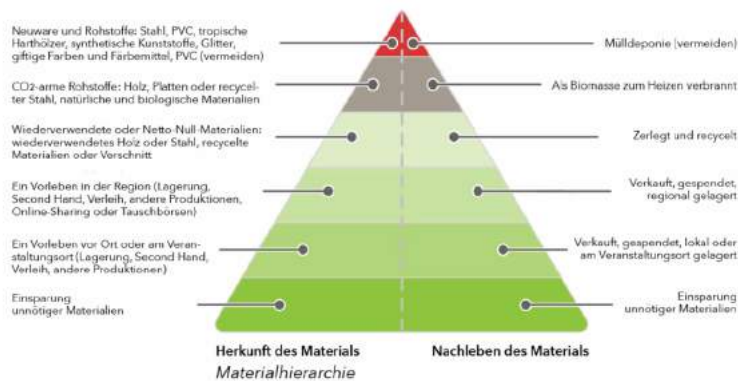 Neuware und Rohstoffe: Stahl, PVC, tropische
Harthölzer, synthetische Kunststoffe, Glitter,
giftige Farben und Färbemittel, PVC (vermeiden)
Mülldeponie (vermeiden)
CO2-arme Rohstoffe: Holz, Platten oder recycel-
ter Stahl, natürliche und biologische Materialien
Als Biomasse zum Heizen verbrannt
Wiederverwendete oder Netto-Null-Materialien:
wiederverwendetes Holz oder Stahl, recycelte
Materialien oder Verschnitt
Zerlegt und recycelt
Ein Vorleben in der Region (Lagerung,
Second Hand, Verleih, andere Produktionen,
Online-Sharing oder Tauschbörsen)
Verkauft, gespendet,
regional gelagert
Ein Vorleben vor Ort oder am Veran-
staltungsort (Lagerung, Second Hand,
Verleih, andere Produktionen)
Verkauft, gespendet, lokal oder
am Veranstaltungsort gelagert
Einsparung
unnötiger Materialien
Einsparung
unnötiger Materialien
Herkunft des Materials
Nachleben des Materials
Materialhierarchie